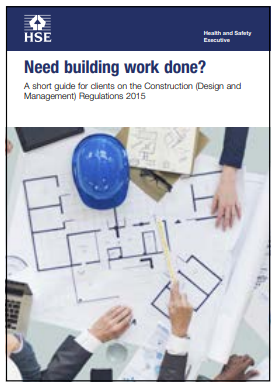 HSE
Health and Safety
Executive
Need building work done?
A short guide for clients on the Construction (Design and
Management) Regulations 2015